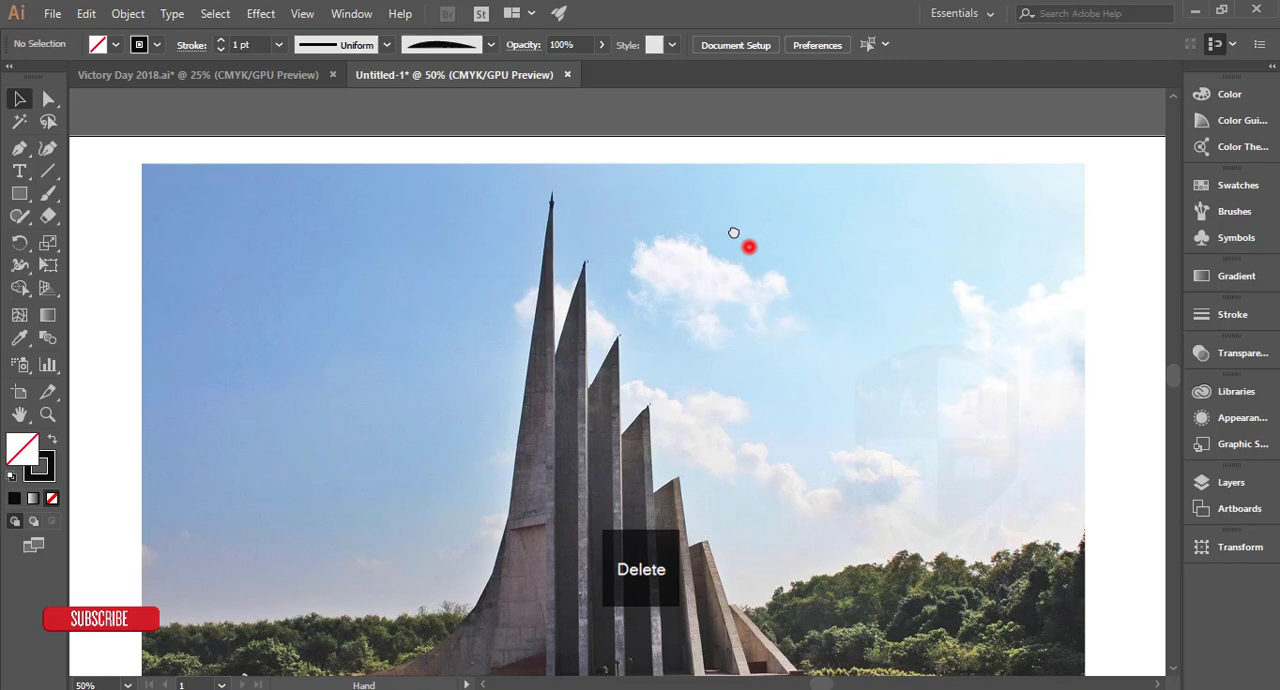 Ai File Edit Object Type Select Effect View Window Help Br St Essentials Search Adobe Help
No Selection Stroke: 1 pt Uniform Opacity: 100% Style: Document Setup Preferences
Victory Day 2018.ai* @ 25% (CMYK/GPU Preview) × Untitled-1* @ 50% (CMYK/GPU Preview) ×
Color
Color Gui...
Color The...
Swatches
Brushes
Symbols
Gradient
Stroke
Transpare...
Libraries
Appearan...
Graphic S...
Layers
Artboards
Transform
Delete
SUBSCRIBE
50% 1 Hand